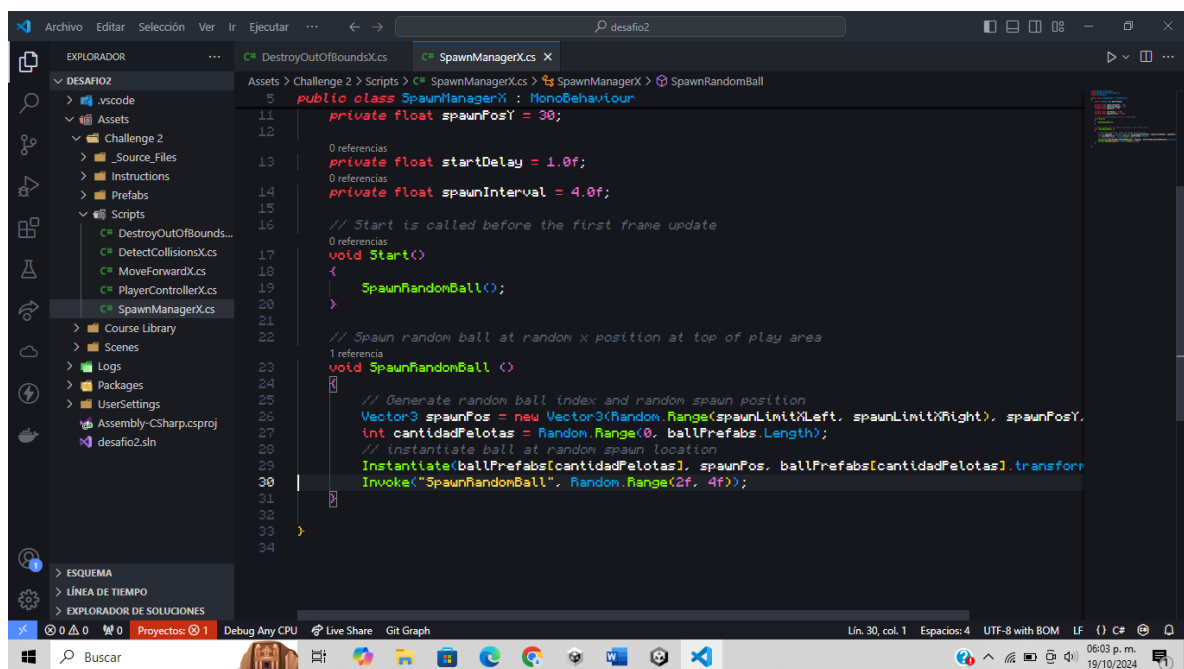 Archivo Editar Selección Ver Ir Ejecutar ··· desafio2
EXPLORADOR ···
DESAFIO2
.vscode
Assets
Challenge 2
_Source_Files
Instructions
Prefabs
Scripts
C# DestroyOutOfBounds...
C# DetectCollisionsX.cs
C# MoveForwardX.cs
C# PlayerControllerX.cs
C# SpawnManagerX.cs
Course Library
Scenes
Logs
Packages
UserSettings
Assembly-CSharp.csproj
desafio2.sln
ESQUEMA
LÍNEA DE TIEMPO
EXPLORADOR DE SOLUCIONES
C# DestroyOutOfBoundsX.cs C# SpawnManagerX.cs
Assets > Challenge 2 > Scripts > C# SpawnManagerX.cs > SpawnManagerX > SpawnRandomBall
5 public class SpawnManagerX : MonoBehaviour
11 private float spawnPosY = 30;
12
0 referencias
13 private float startDelay = 1.0f;
0 referencias
14 private float spawnInterval = 4.0f;
15
16 // Start is called before the first frame update
0 referencias
17 void Start()
18 {
19 SpawnRandomBall();
20 }
21
22 // Spawn random ball at random x position at top of play area
1 referencia
23 void SpawnRandomBall ()
24 {
25 // Generate random ball index and random spawn position
26 Vector3 spawnPos = new Vector3(Random.Range(spawnLimitXLeft, spawnLimitXRight), spawnPosY,
27 int cantidadPelotas = Random.Range(0, ballPrefabs.Length);
28 // instantiate ball at random spawn location
29 Instantiate(ballPrefabs[cantidadPelotas], spawnPos, ballPrefabs[cantidadPelotas].transform
30 Invoke("SpawnRandomBall", Random.Range(2f, 4f));
31 }
32
33 }
34
0 0 0 Proyectos: 1 Debug Any CPU Live Share Git Graph Lín. 30, col. 1 Espacios: 4 UTF-8 with BOM LF {} C#
Buscar
06:03 p. m.
19/10/2024